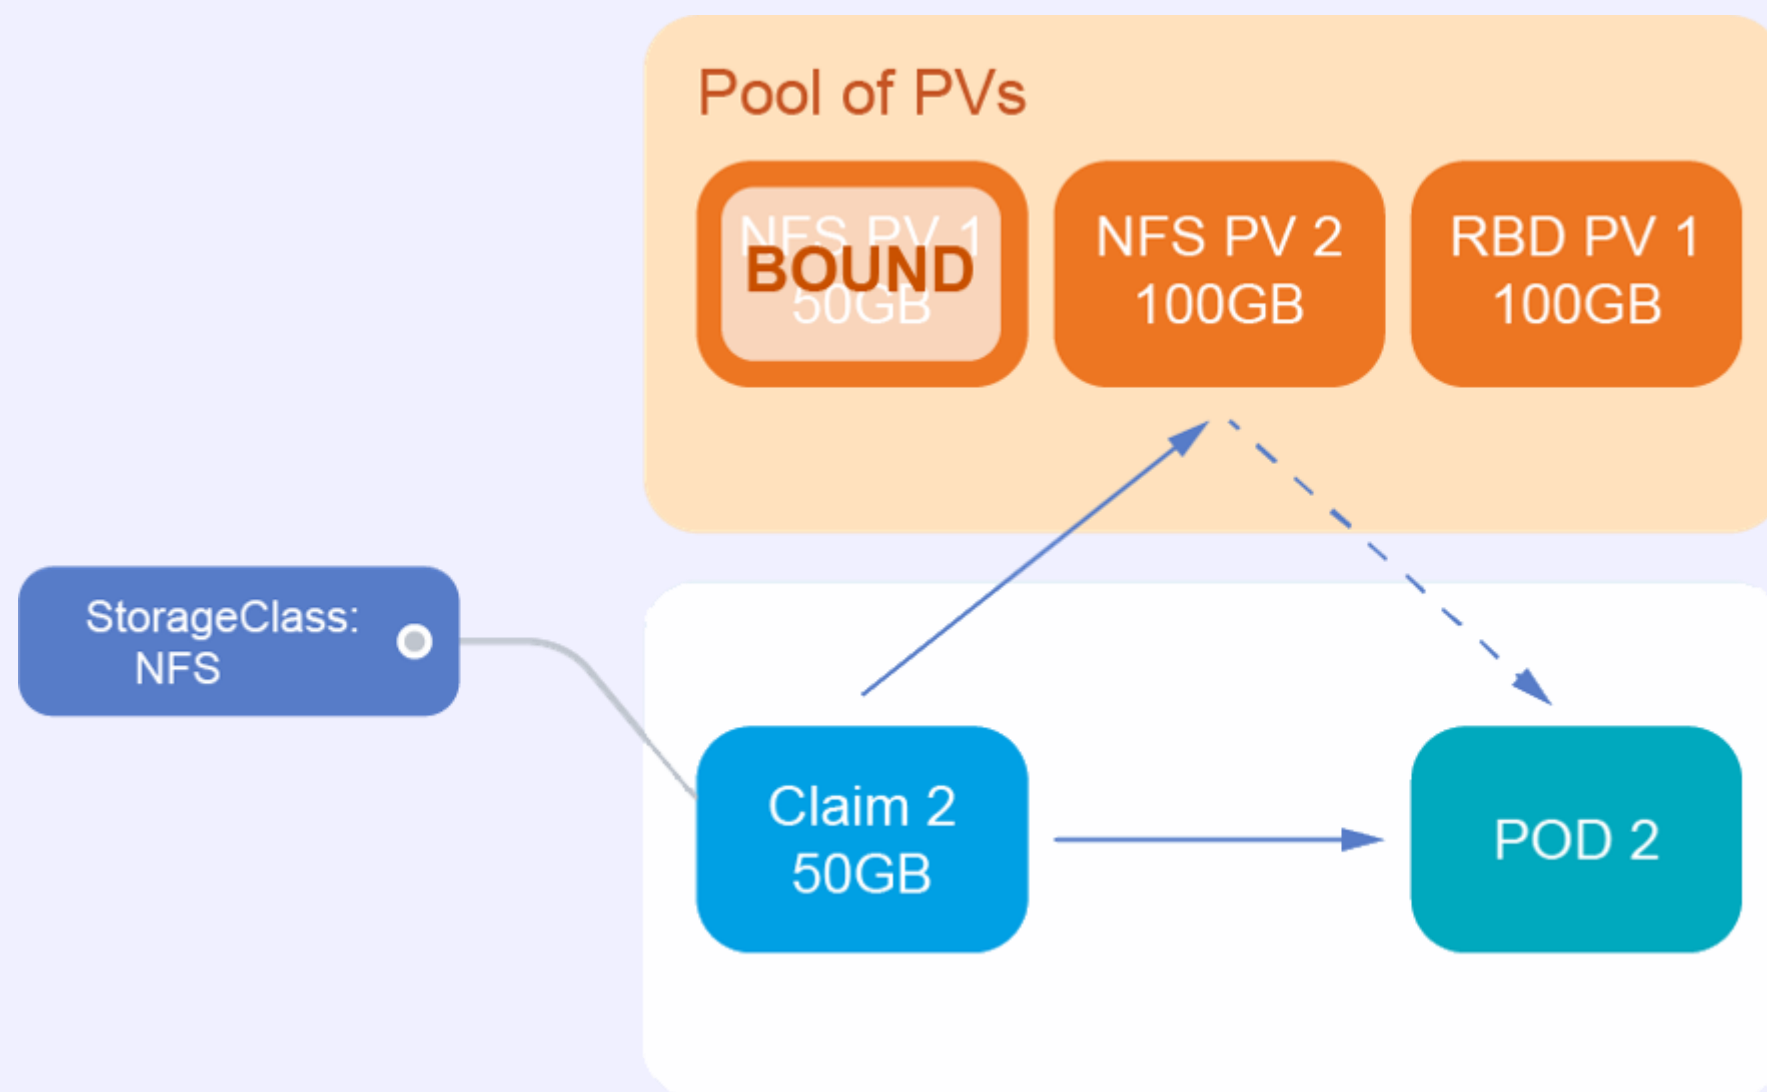 Pool of PVs
NFS PV 1
BOUND
50GB
NFS PV 2
100GB
RBD PV 1
100GB
StorageClass:
NFS
Claim 2
50GB
POD 2